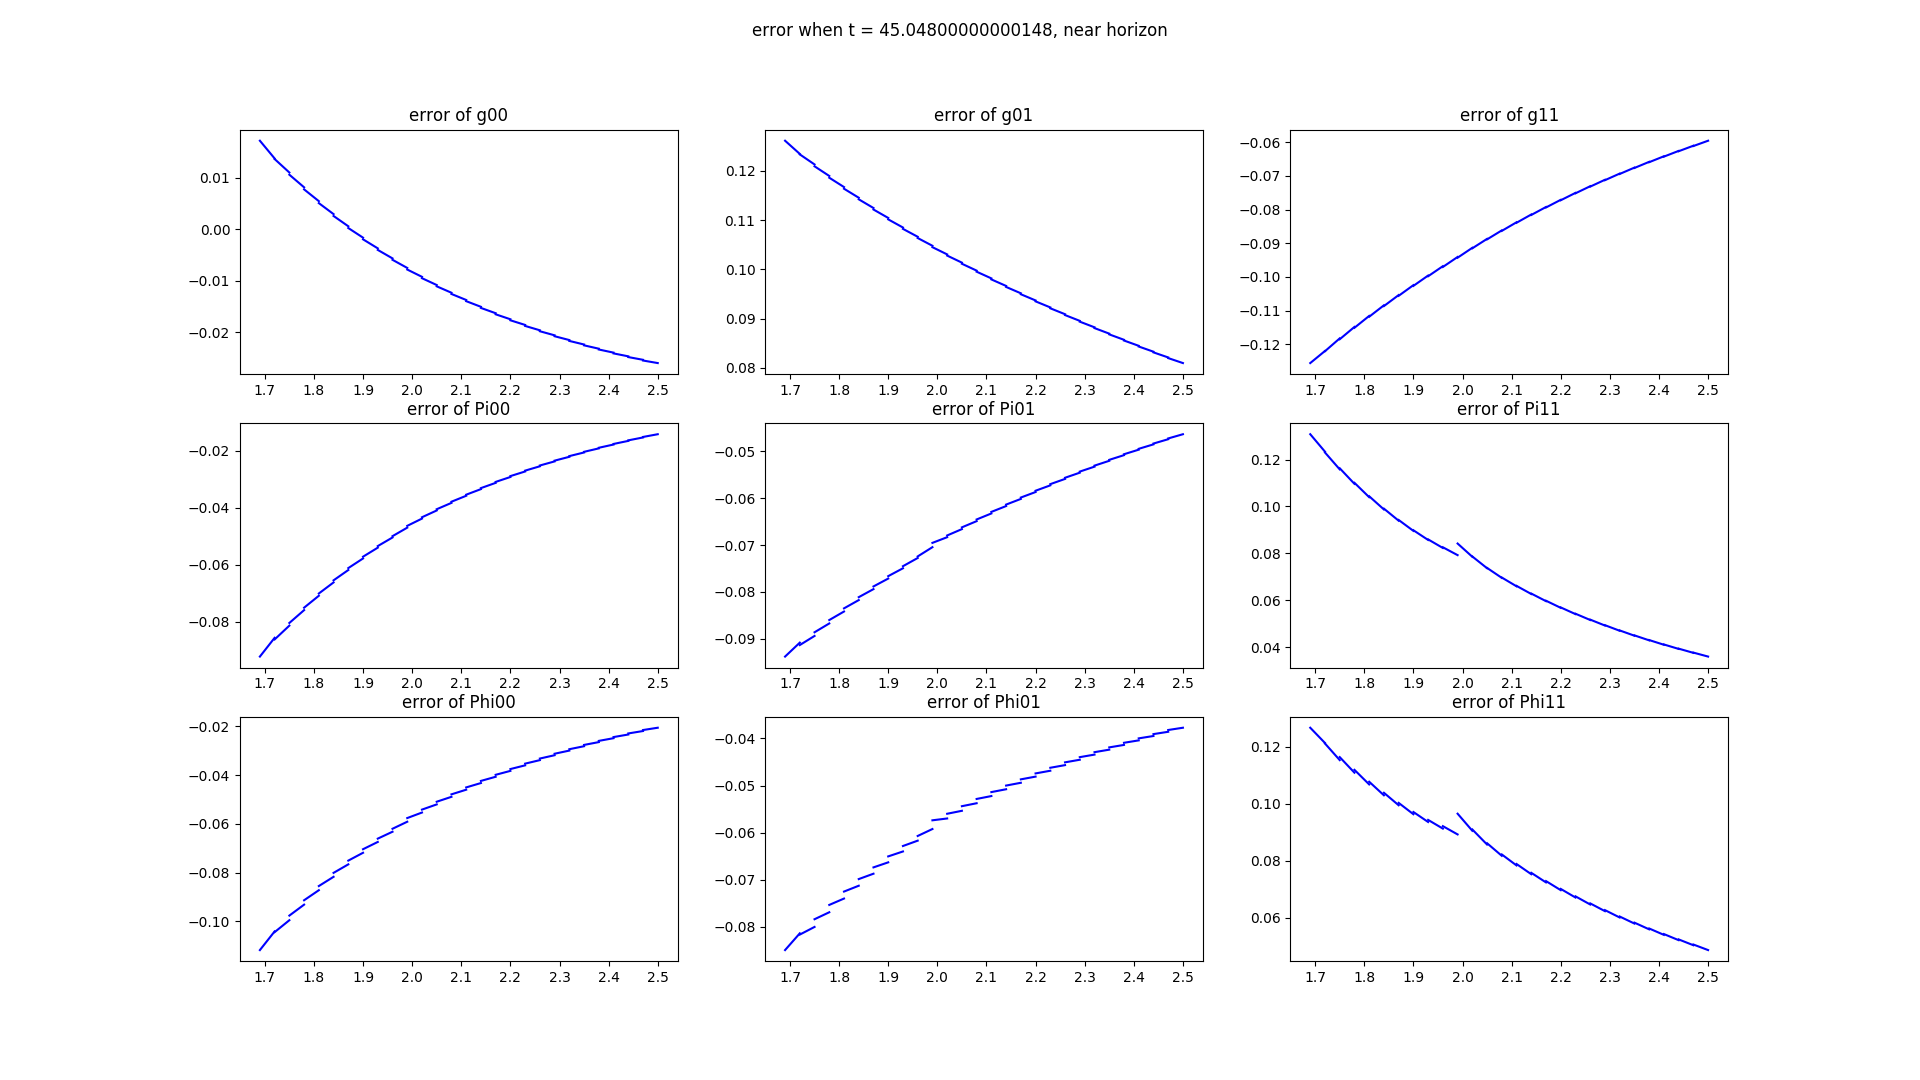 error when t = 45.04800000000148, near horizon
error of g00
error of g01
error of g11
0.01
0.00
−0.01
−0.02
1.7 1.8 1.9 2.0 2.1 2.2 2.3 2.4 2.5
0.12
0.11
0.10
0.09
0.08
1.7 1.8 1.9 2.0 2.1 2.2 2.3 2.4 2.5
−0.06
−0.07
−0.08
−0.09
−0.10
−0.11
−0.12
1.7 1.8 1.9 2.0 2.1 2.2 2.3 2.4 2.5
error of Pi00
error of Pi01
error of Pi11
−0.02
−0.04
−0.06
−0.08
1.7 1.8 1.9 2.0 2.1 2.2 2.3 2.4 2.5
−0.05
−0.06
−0.07
−0.08
−0.09
1.7 1.8 1.9 2.0 2.1 2.2 2.3 2.4 2.5
0.12
0.10
0.08
0.06
0.04
1.7 1.8 1.9 2.0 2.1 2.2 2.3 2.4 2.5
error of Phi00
error of Phi01
error of Phi11
−0.02
−0.04
−0.06
−0.08
−0.10
1.7 1.8 1.9 2.0 2.1 2.2 2.3 2.4 2.5
−0.04
−0.05
−0.06
−0.07
−0.08
1.7 1.8 1.9 2.0 2.1 2.2 2.3 2.4 2.5
0.12
0.10
0.08
0.06
1.7 1.8 1.9 2.0 2.1 2.2 2.3 2.4 2.5